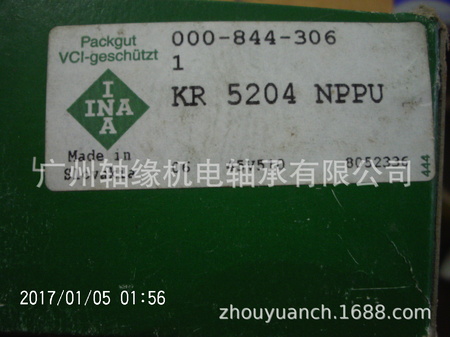 Packgut
VCI-geschützt
000-844-306
1
KR 5204 NPPU
INA
INA
Made in
8052336
444
广州轴缘机电轴承有限公司
2017/01/05 01:56
zhouyuanch.1688.com